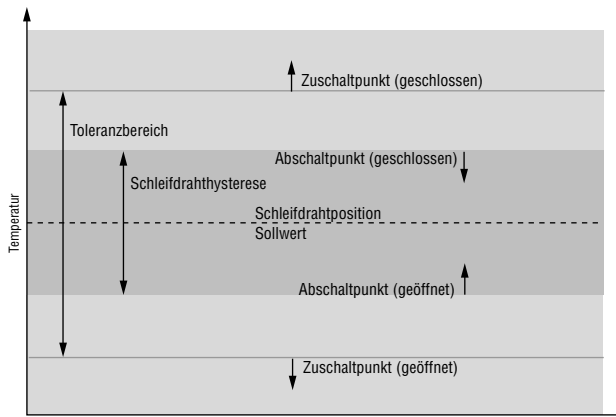 Zuschaltpunkt (geschlossen)
Toleranzbereich
Abschaltpunkt (geschlossen)
Schleifdrahthysterese
Schleifdrahtposition
Sollwert
Temperatur
Abschaltpunkt (geöffnet)
Zuschaltpunkt (geöffnet)